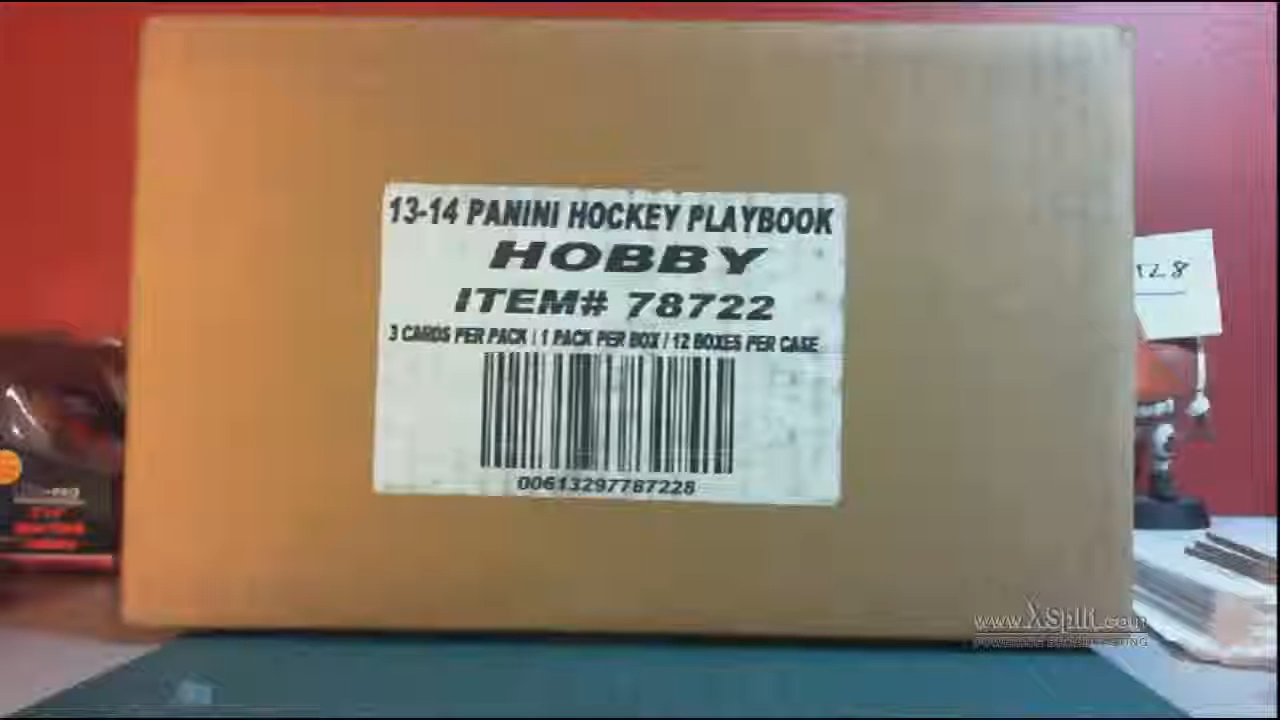 13-14 PANINI HOCKEY PLAYBOOK
HOBBY
ITEM# 78722
3 CARDS PER PACK / 1 PACK PER BOX / 12 BOXES PER CASE
00613297787228
www.XSplit.com